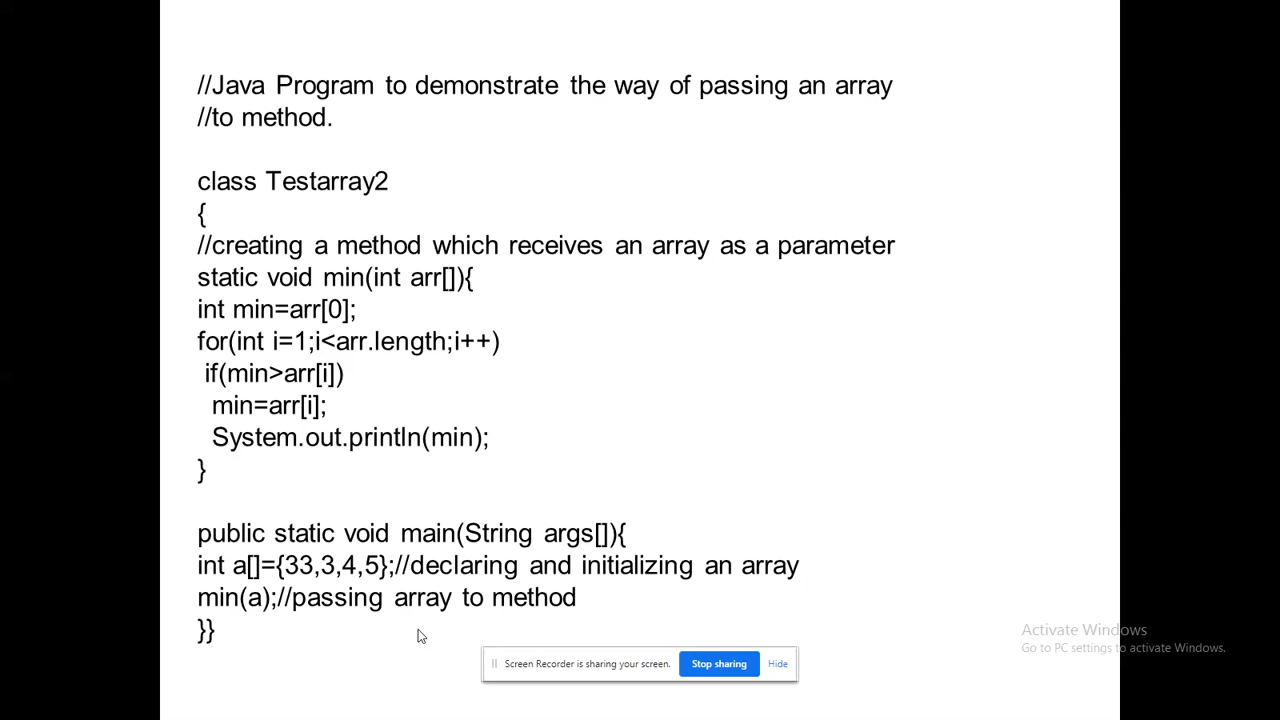 //Java Program to demonstrate the way of passing an array
//to method.
class Testarray2
{
//creating a method which receives an array as a parameter
static void min(int arr[]){
int min=arr[0];
for(int i=1;i<arr.length;i++)
if(min>arr[i])
min=arr[i];
System.out.println(min);
}
public static void main(String args[]){
int a[]={33,3,4,5};//declaring and initializing an array
min(a);//passing array to method
}}
Activate Windows
Go to PC settings to activate Windows.
Screen Recorder is sharing your screen. Stop sharing Hide